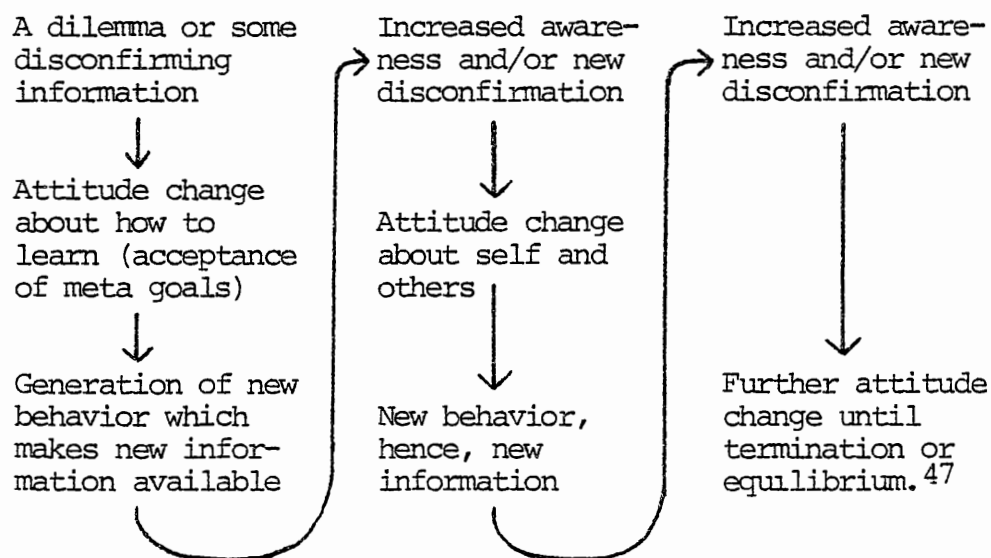 A dilemma or some
disconfirming
information
Attitude change
about how to
learn (acceptance
of meta goals)
Generation of new
behavior which
makes new infor-
mation available
Increased aware-
ness and/or new
disconfirmation
Attitude change
about self and
others
New behavior,
hence, new
information
Increased aware-
ness and/or new
disconfirmation
Further attitude
change until
termination or
equilibrium.47